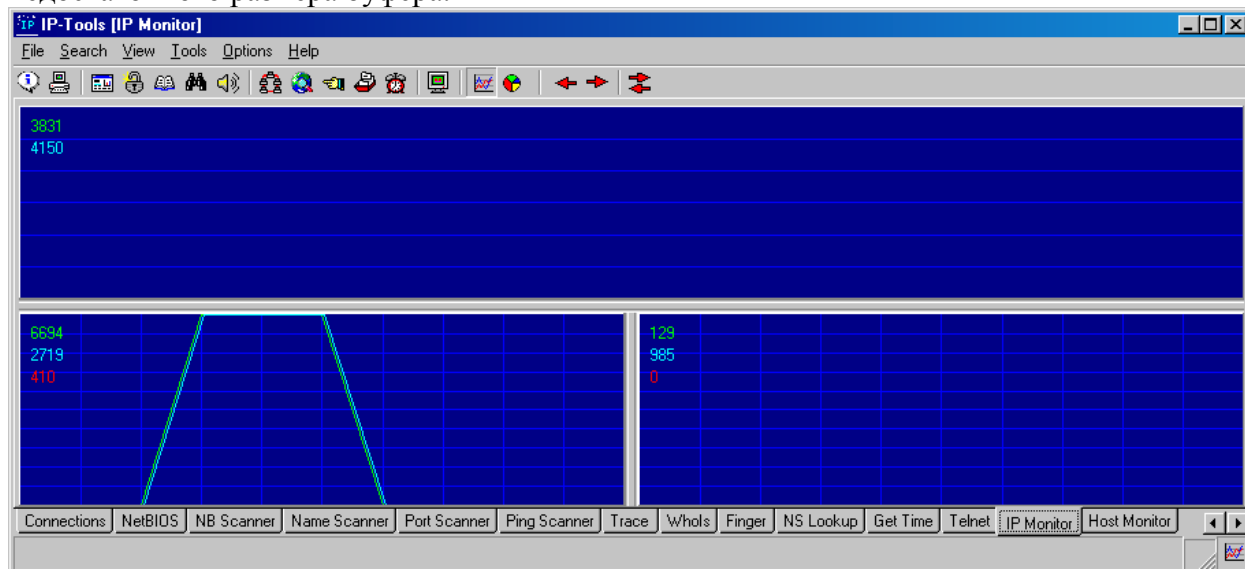 IP-Tools [IP Monitor]
File Search View Tools Options Help
3831
4150
6694
2719
410
129
985
0
Connections NetBIOS NB Scanner Name Scanner Port Scanner Ping Scanner Trace WhoIs Finger NS Lookup Get Time Telnet IP Monitor Host Monitor